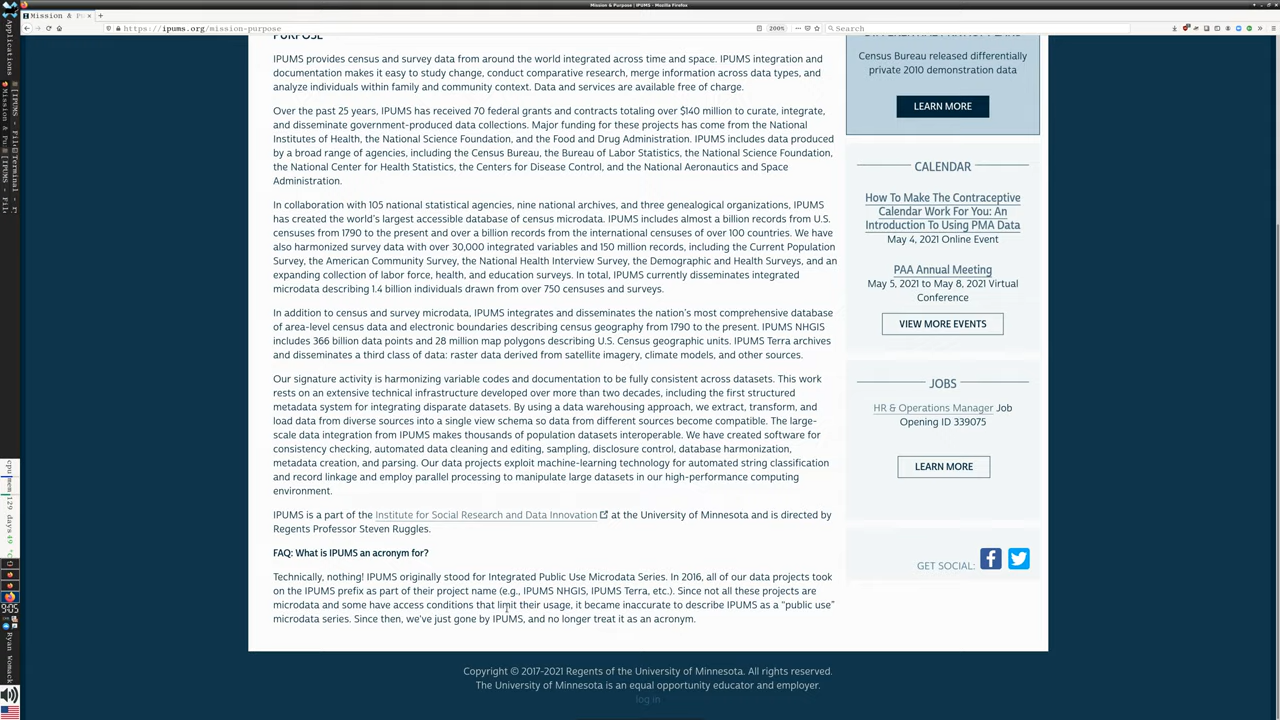 Mission & Purpose | IPUMS - Mozilla Firefox
Applications
Mission & P
https://ipums.org/mission-purpose
200%
Search
PURPOSE
IPUMS provides census and survey data from around the world integrated across time and space. IPUMS integration and
documentation makes it easy to study change, conduct comparative research, merge information across data types, and
analyze individuals within family and community context. Data and services are available free of charge.
Over the past 25 years, IPUMS has received 70 federal grants and contracts totaling over $140 million to curate, integrate,
and disseminate government-produced data collections. Major funding for these projects has come from the National
Institutes of Health, the National Science Foundation, and the Food and Drug Administration. IPUMS includes data produced
by a broad range of agencies, including the Census Bureau, the Bureau of Labor Statistics, the National Science Foundation,
the National Center for Health Statistics, the Centers for Disease Control, and the National Aeronautics and Space
Administration.
In collaboration with 105 national statistical agencies, nine national archives, and three genealogical organizations, IPUMS
has created the world's largest accessible database of census microdata. IPUMS includes almost a billion records from U.S.
censuses from 1790 to the present and over a billion records from the international censuses of over 100 countries. We have
also harmonized survey data with over 30,000 integrated variables and 150 million records, including the Current Population
Survey, the American Community Survey, the National Health Interview Survey, the Demographic and Health Surveys, and an
expanding collection of labor force, health, and education surveys. In total, IPUMS currently disseminates integrated
microdata describing 1.4 billion individuals drawn from over 750 censuses and surveys.
In addition to census and survey microdata, IPUMS integrates and disseminates the nation's most comprehensive database
of area-level census data and electronic boundaries describing census geography from 1790 to the present. IPUMS NHGIS
includes 366 billion data points and 28 million map polygons describing U.S. Census geographic units. IPUMS Terra archives
and disseminates a third class of data: raster data derived from satellite imagery, climate models, and other sources.
Our signature activity is harmonizing variable codes and documentation to be fully consistent across datasets. This work
rests on an extensive technical infrastructure developed over more than two decades, including the first structured
metadata system for integrating disparate datasets. By using a data warehousing approach, we extract, transform, and
load data from diverse sources into a single view schema so data from different sources become compatible. The large-
scale data integration from IPUMS makes thousands of population datasets interoperable. We have created software for
consistency checking, automated data cleaning and editing, sampling, disclosure control, database harmonization,
metadata creation, and parsing. Our data projects exploit machine-learning technology for automated string classification
and record linkage and employ parallel processing to manipulate large datasets in our high-performance computing
environment.
IPUMS is a part of the Institute for Social Research and Data Innovation at the University of Minnesota and is directed by
Regents Professor Steven Ruggles.
FAQ: What is IPUMS an acronym for?
Technically, nothing! IPUMS originally stood for Integrated Public Use Microdata Series. In 2016, all of our data projects took
on the IPUMS prefix as part of their project name (e.g., IPUMS NHGIS, IPUMS Terra, etc.). Since not all these projects are
microdata and some have access conditions that limit their usage, it became inaccurate to describe IPUMS as a "public use"
microdata series. Since then, we've just gone by IPUMS, and no longer treat it as an acronym.
Census Bureau released differentially
private 2010 demonstration data
LEARN MORE
CALENDAR
How To Make The Contraceptive
Calendar Work For You: An
Introduction To Using PMA Data
May 4, 2021 Online Event
PAA Annual Meeting
May 5, 2021 to May 8, 2021 Virtual
Conference
VIEW MORE EVENTS
JOBS
HR & Operations Manager Job
Opening ID 339075
LEARN MORE
GET SOCIAL:
Copyright © 2017-2021 Regents of the University of Minnesota. All rights reserved.
The University of Minnesota is an equal opportunity educator and employer.
log in
9:05
Ryan Womack